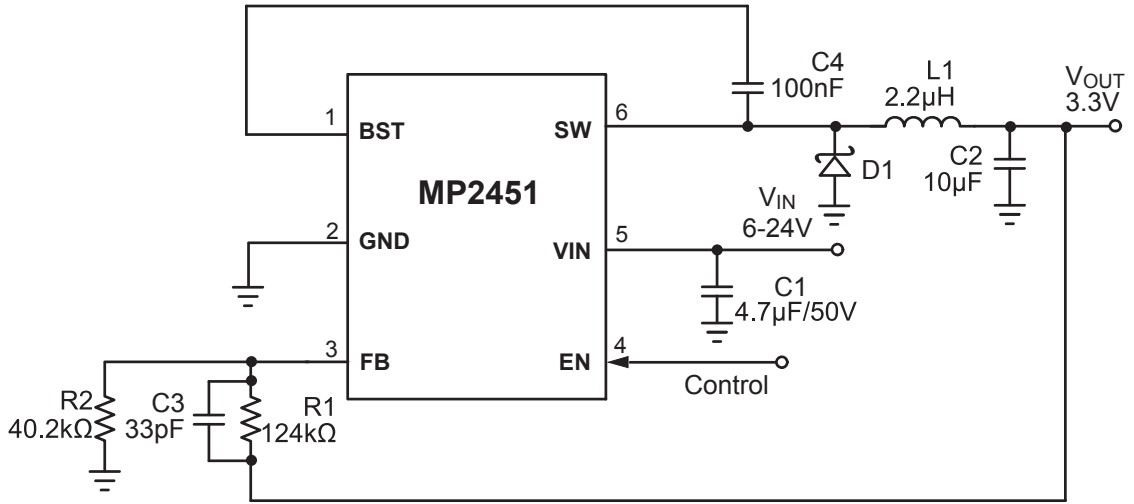 C4
100nF
L1
2.2µH
VOUT
3.3V
1
BST
SW
6
MP2451
D1
C2
10µF
2
GND
VIN
5
VIN
6-24V
C1
4.7µF/50V
3
FB
EN
4
Control
R2
40.2kΩ
C3
33pF
R1
124kΩ